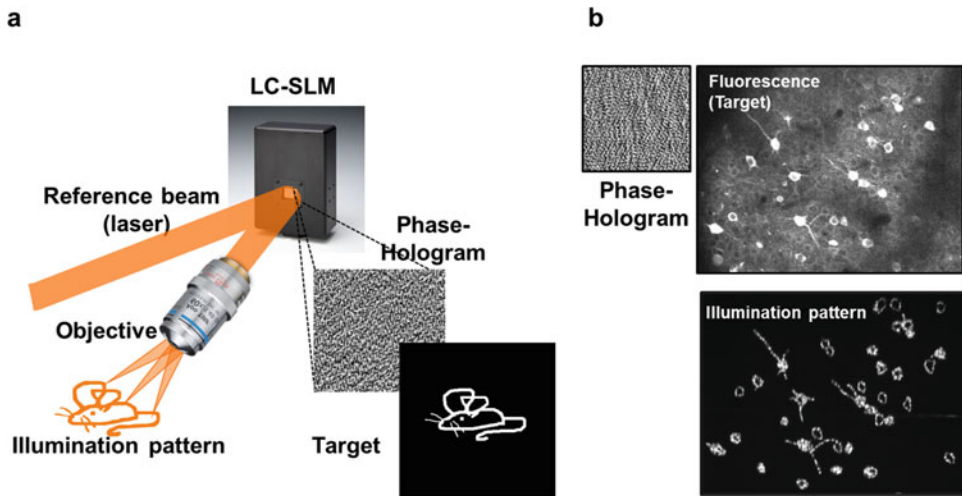 a
LC-SLM
Reference beam
(laser)
Phase-
Hologram
Objective
Illumination pattern
Target
b
Fluorescence
(Target)
Phase-
Hologram
Illumination pattern